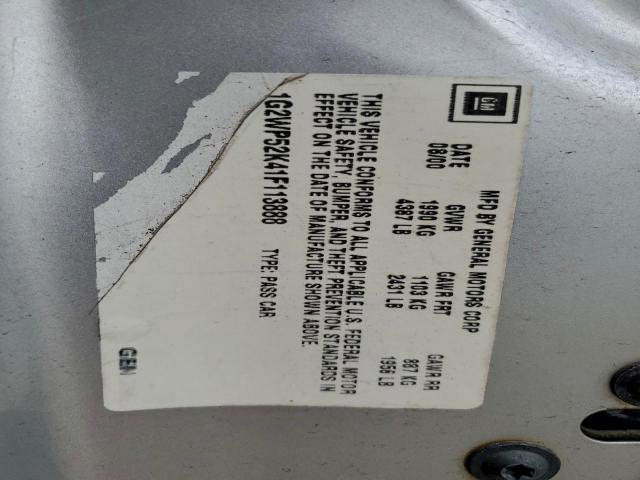 GM
MFD BY GENERAL MOTORS CORP
DATE GVWR GAWR FRT GAWR RR
09/00 1990 KG 1103 KG 887 KG
4387 LB 2431 LB 1956 LB
THIS VEHICLE CONFORMS TO ALL APPLICABLE U.S. FEDERAL MOTOR
VEHICLE SAFETY, BUMPER, AND THEFT PREVENTION STANDARDS IN
EFFECT ON THE DATE OF MANUFACTURE SHOWN ABOVE.
1G2WP52K41F113888 TYPE: PASS CAR
GEN